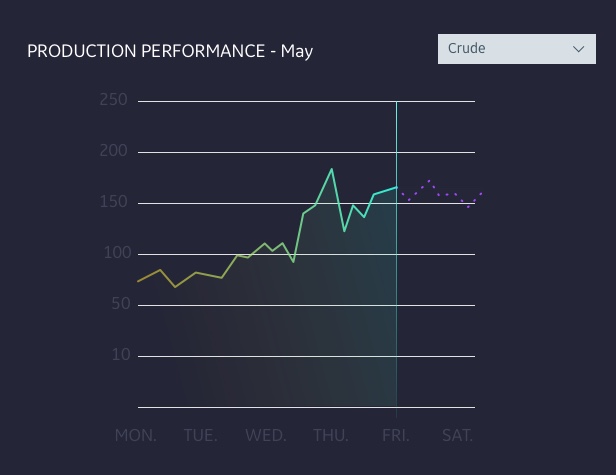 PRODUCTION PERFORMANCE - May
Crude
250
200
150
100
50
10
MON. TUE. WED. THU. FRI. SAT.